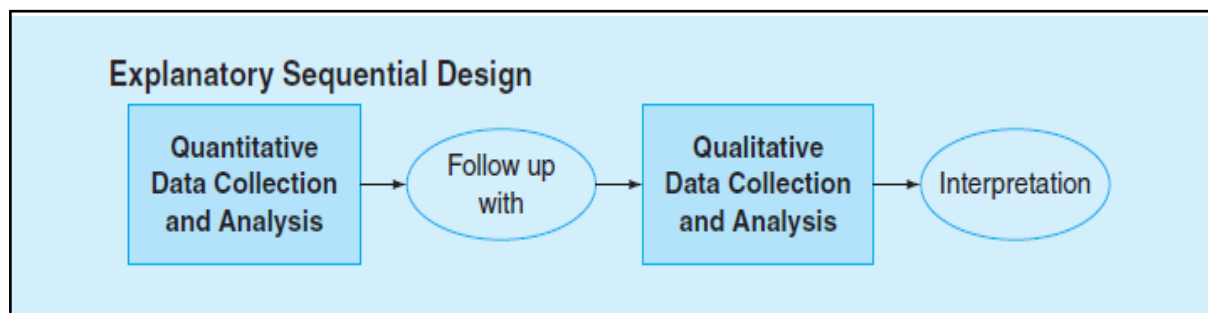 Explanatory Sequential Design
Quantitative
Data Collection
and Analysis
Follow up
with
Qualitative
Data Collection
and Analysis
Interpretation